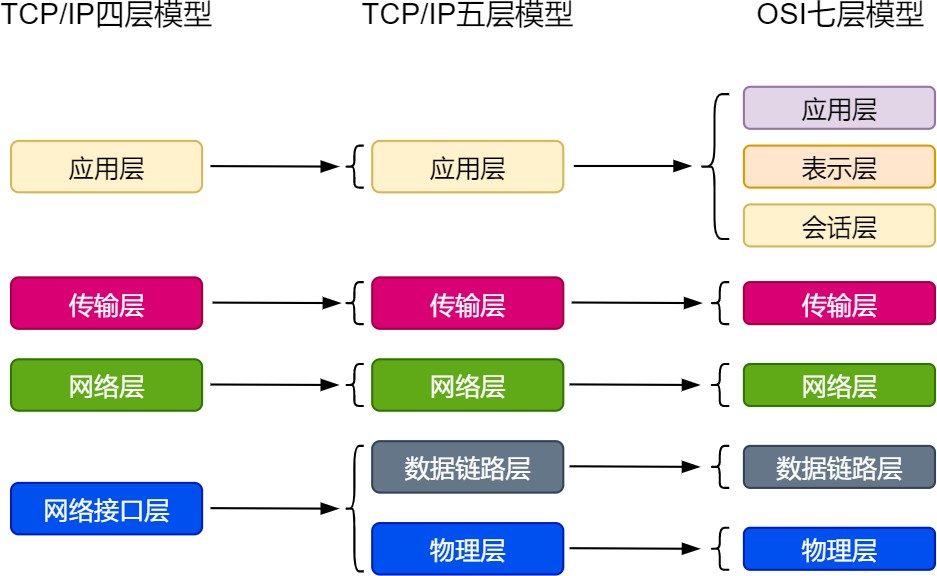 TCP/IP四层模型
TCP/IP五层模型
OSI七层模型
应用层
应用层
应用层
表示层
会话层
传输层
传输层
传输层
网络层
网络层
网络层
网络接口层
数据链路层
数据链路层
物理层
物理层